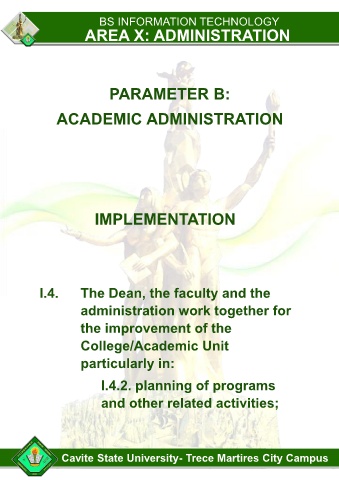 BS INFORMATION TECHNOLOGY
AREA X: ADMINISTRATION
PARAMETER B:
ACADEMIC ADMINISTRATION
IMPLEMENTATION
I.4. The Dean, the faculty and the
administration work together for
the improvement of the
College/Academic Unit
particularly in:
I.4.2. planning of programs
and other related activities;
Cavite State University- Trece Martires City Campus